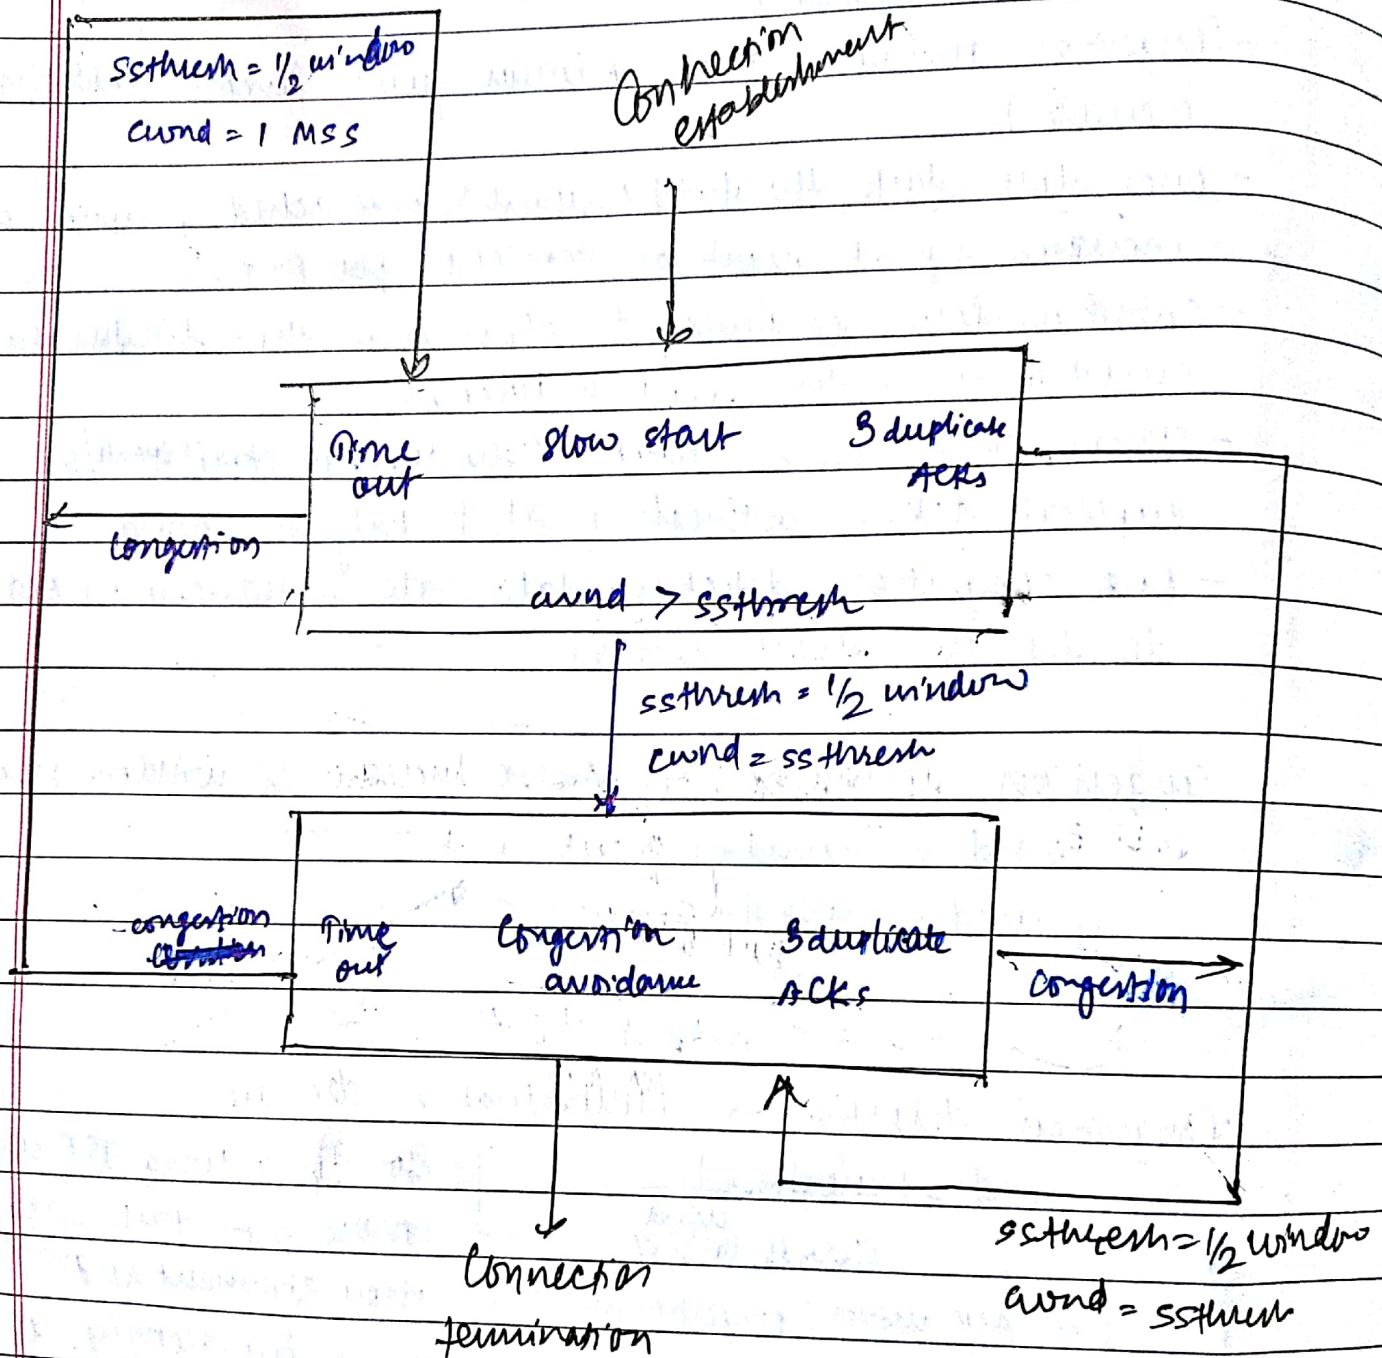 ssthresh = 1/2 window
cwnd = 1 MSS
Connection
establishment
Time
out
Slow start
3 duplicate
ACKs
congestion
cwnd > ssthresh
ssthresh = 1/2 window
cwnd = ssthresh
congestion
Time
out
Congestion
avoidance
3 duplicate
ACKs
congestion
Connection
termination
ssthresh = 1/2 window
cwnd = ssthresh